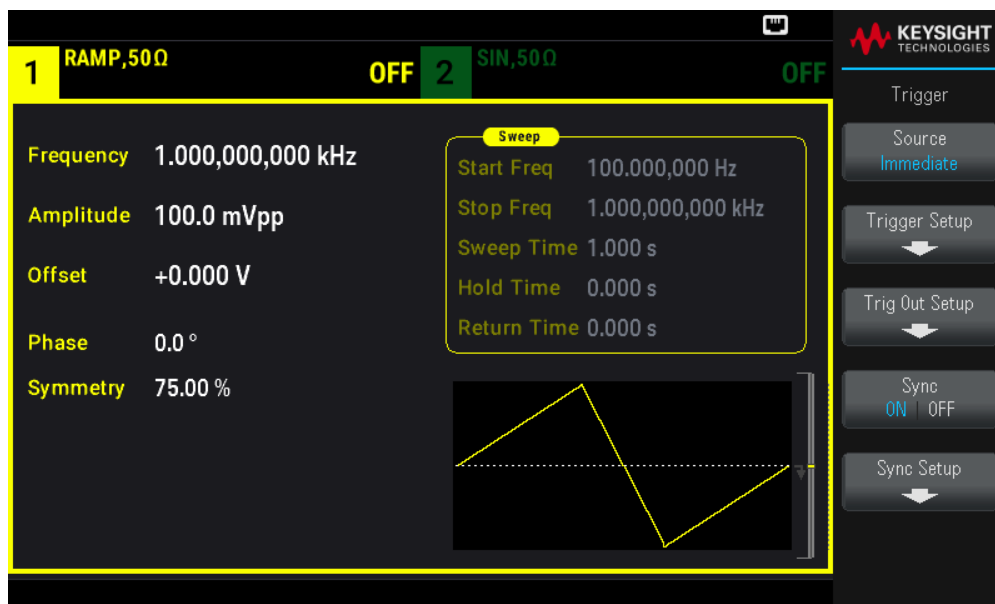 KEYSIGHT
TECHNOLOGIES
1 RAMP,50Ω OFF
2 SIN,50Ω OFF
Frequency 1.000,000,000 kHz
Amplitude 100.0 mVpp
Offset +0.000 V
Phase 0.0 °
Symmetry 75.00 %
Sweep
Start Freq 100.000,000 Hz
Stop Freq 1.000,000,000 kHz
Sweep Time 1.000 s
Hold Time 0.000 s
Return Time 0.000 s
Trigger
Source
Immediate
Trigger Setup
Trig Out Setup
Sync
ON | OFF
Sync Setup